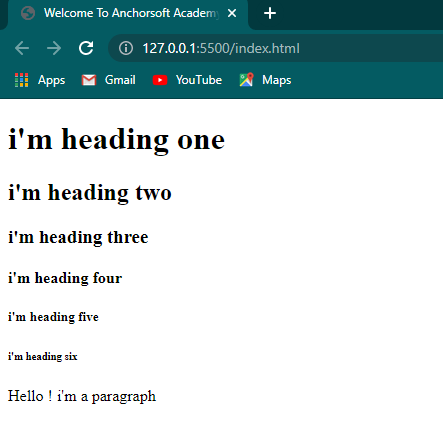 Welcome To Anchorsoft Academy
127.0.0.1:5500/index.html
Apps Gmail YouTube Maps
i'm heading one
i'm heading two
i'm heading three
i'm heading four
i'm heading five
i'm heading six
Hello ! i'm a paragraph